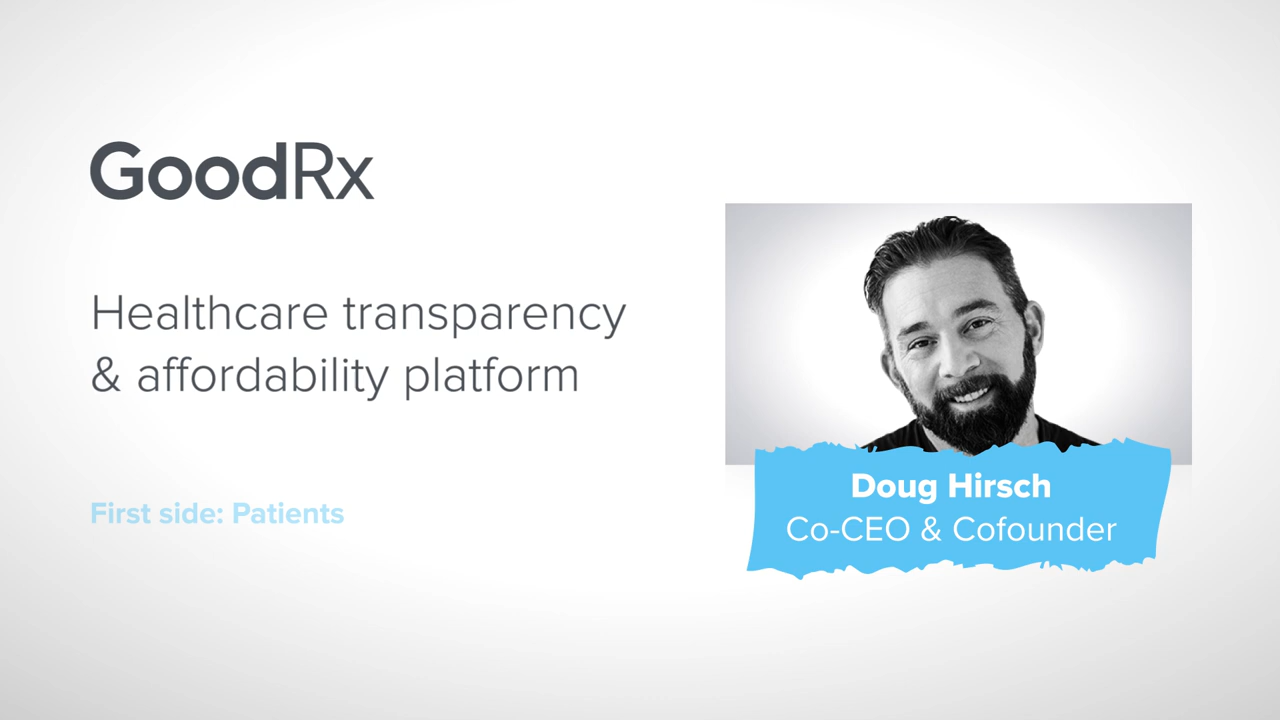 GoodRx
Healthcare transparency
& affordability platform
First side: Patients
Doug Hirsch
Co-CEO & Cofounder